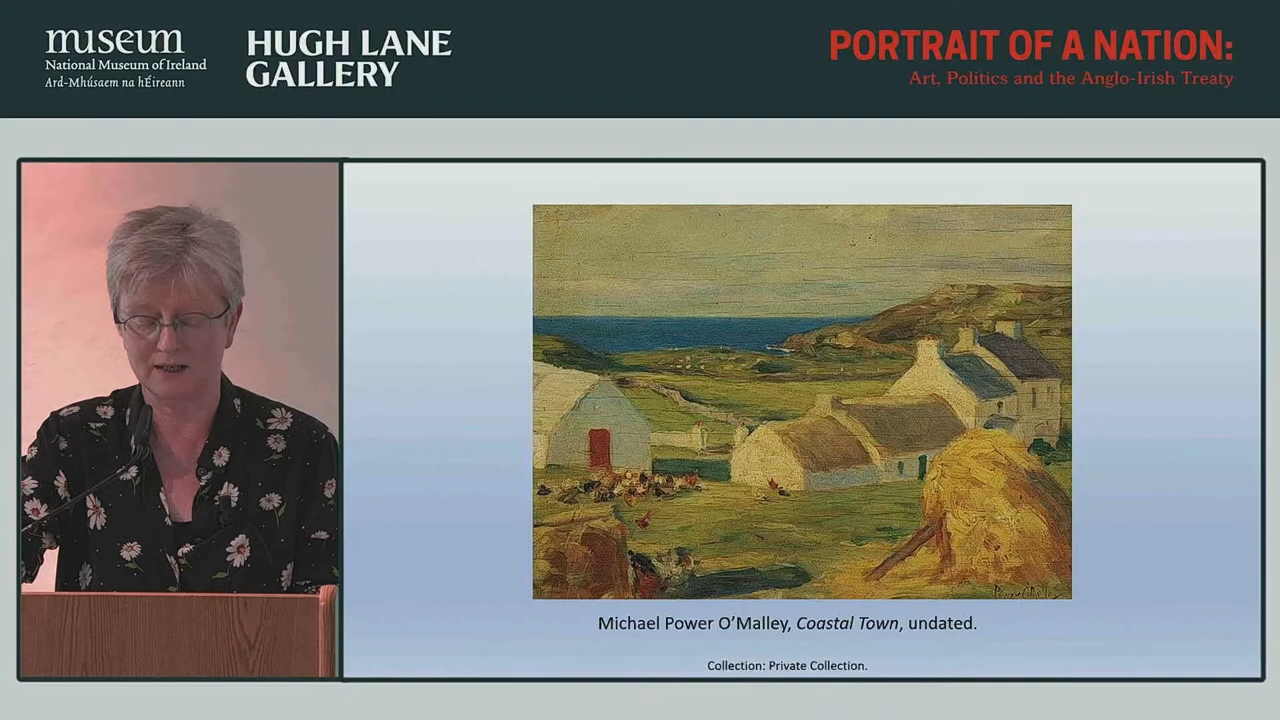 museum
National Museum of Ireland
Ard-Mhúsaem na hÉireann
HUGH LANE
GALLERY
PORTRAIT OF A NATION:
Art, Politics and the Anglo-Irish Treaty
Michael Power O’Malley, Coastal Town, undated.
Collection: Private Collection.